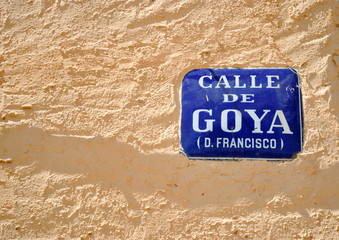 CALLE
DE
GOYA
( D. FRANCISCO )